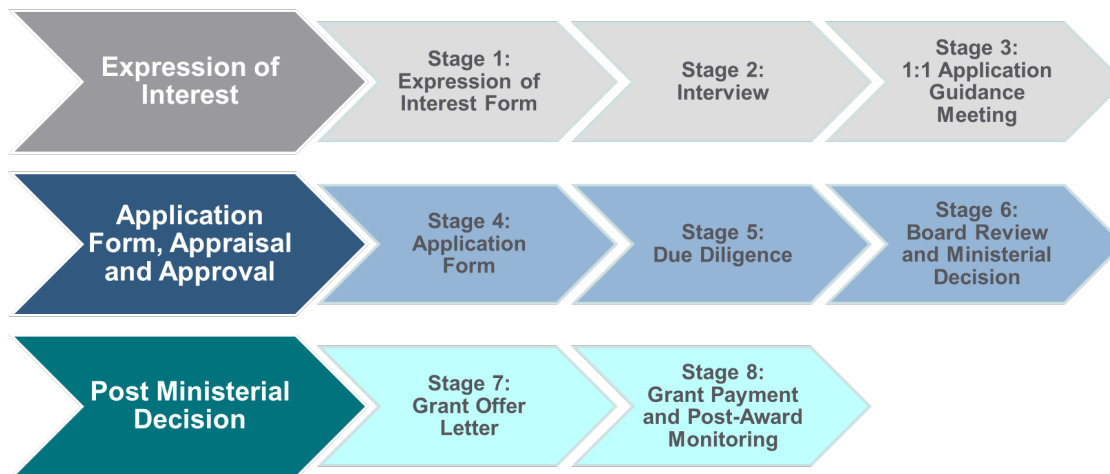 Expression of
Interest
Stage 1:
Expression of
Interest Form
Stage 2:
Interview
Stage 3:
1:1 Application
Guidance
Meeting
Application
Form, Appraisal
and Approval
Stage 4:
Application
Form
Stage 5:
Due Diligence
Stage 6:
Board Review
and Ministerial
Decision
Post Ministerial
Decision
Stage 7:
Grant Offer
Letter
Stage 8:
Grant Payment
and Post-Award
Monitoring